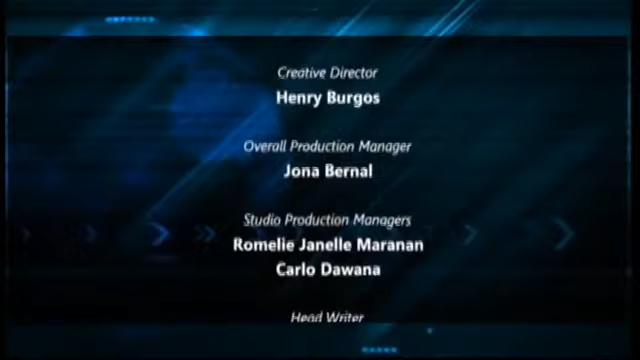 Creative Director
Henry Burgos
Overall Production Manager
Jona Bernal
Studio Production Managers
Romelie Janelle Maranan
Carlo Dawana
Head Writer